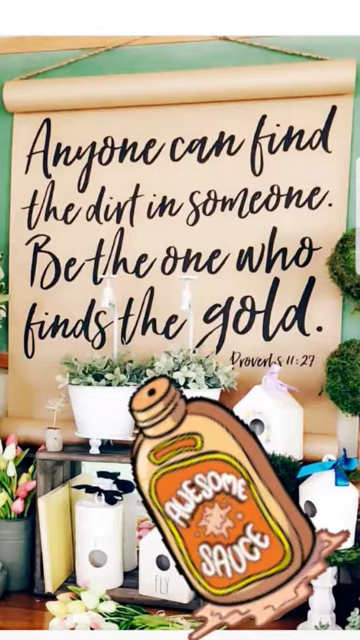 Anyone can find
the dirt in someone.
Be the one who
finds the gold.
Proverbs 11:27
AWESOME
SAUCE
FLY